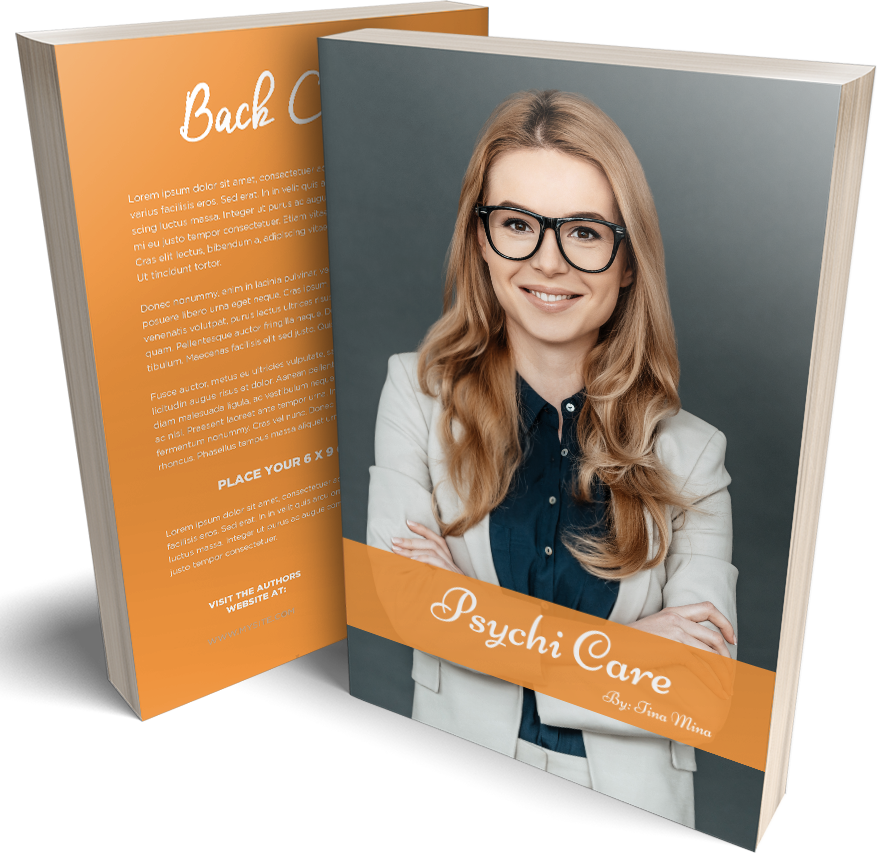 Back C
Lorem ipsum dolor sit amet, consectetuer
varius facilisis eros. Sed erat. In in velit quis
scing luctus massa. Integer ut purus ac augu
mi eu justo tempor consectetuer. Etiam vitae
Cras elit lectus, bibendum a, adipiscing vitae
Ut tincidunt tortor.
Donec nonummy, enim in lacinia pulvinar,
posuere libero urna eget neque. Cras ipsum
venenatis volutpat, purus lectus ultrices
quam. Pellentesque auctor fringilla neque.
tibulum. Maecenas facilisis elit sed justo.
Fusce auctor, metus eu ultricies vulputate,
licitudin augue risus et dolor. Aenean
diam malesuada ligula, ac vestibulum neque
ac nisl. Praesent laoreet ante tempor urna. In
fermentum nonummy. Cras vel nunc. Donec
rhoncus. Phasellus tempus massa aliquet urn
PLACE YOUR 6 X 9
Lorem ipsum dolor sit amet, consectetuer
facilisis eros. Sed erat. In in velit quis arcu
luctus massa. Integer ut purus ac augue
justo tempor consectetuer.
VISIT THE AUTHORS
WEBSITE AT:
Psychi Care
By: Tina Mina